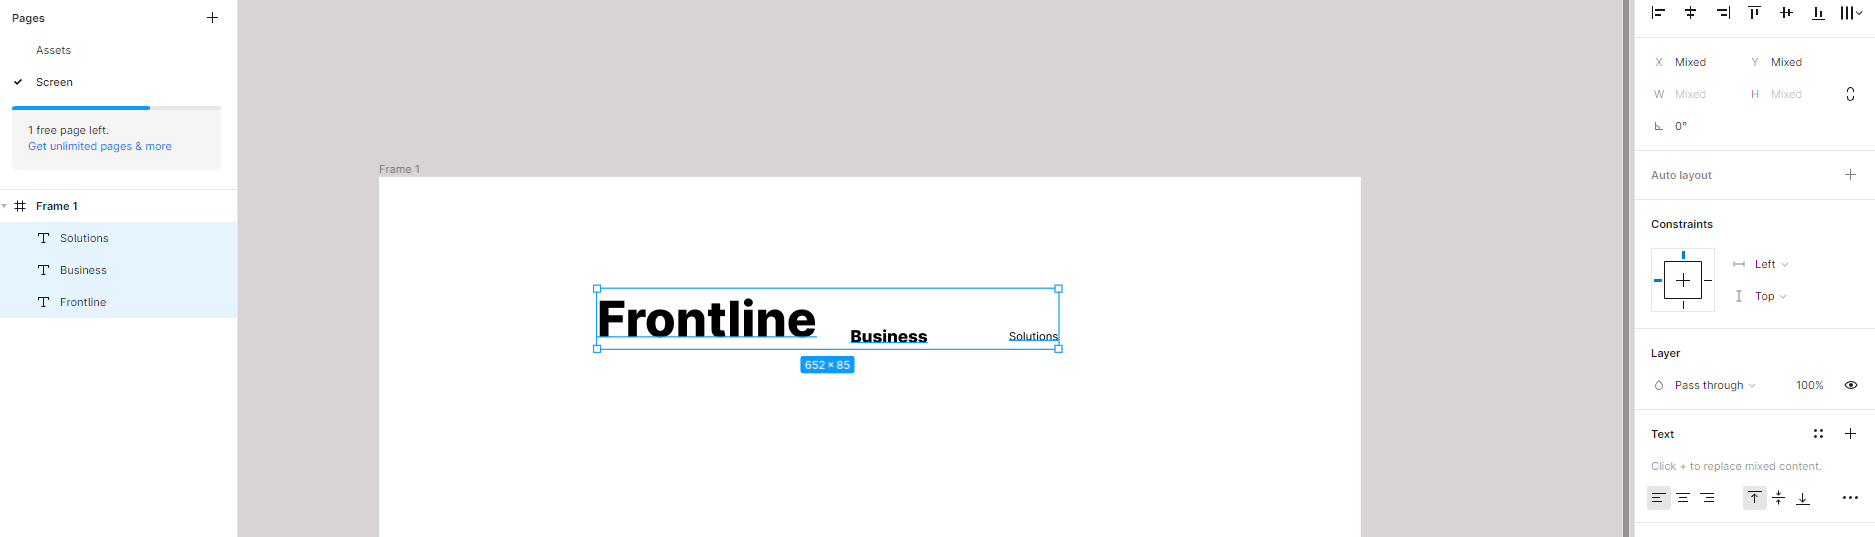 Pages
Assets
Screen
1 free page left.
Get unlimited pages & more
Frame 1
Solutions
Business
Frontline
Frame 1
Frontline Business Solutions
652 × 85
X Mixed Y Mixed
W Mixed H Mixed
0°
Auto layout
Constraints
Left
Top
Layer
Pass through 100%
Text
Click + to replace mixed content.